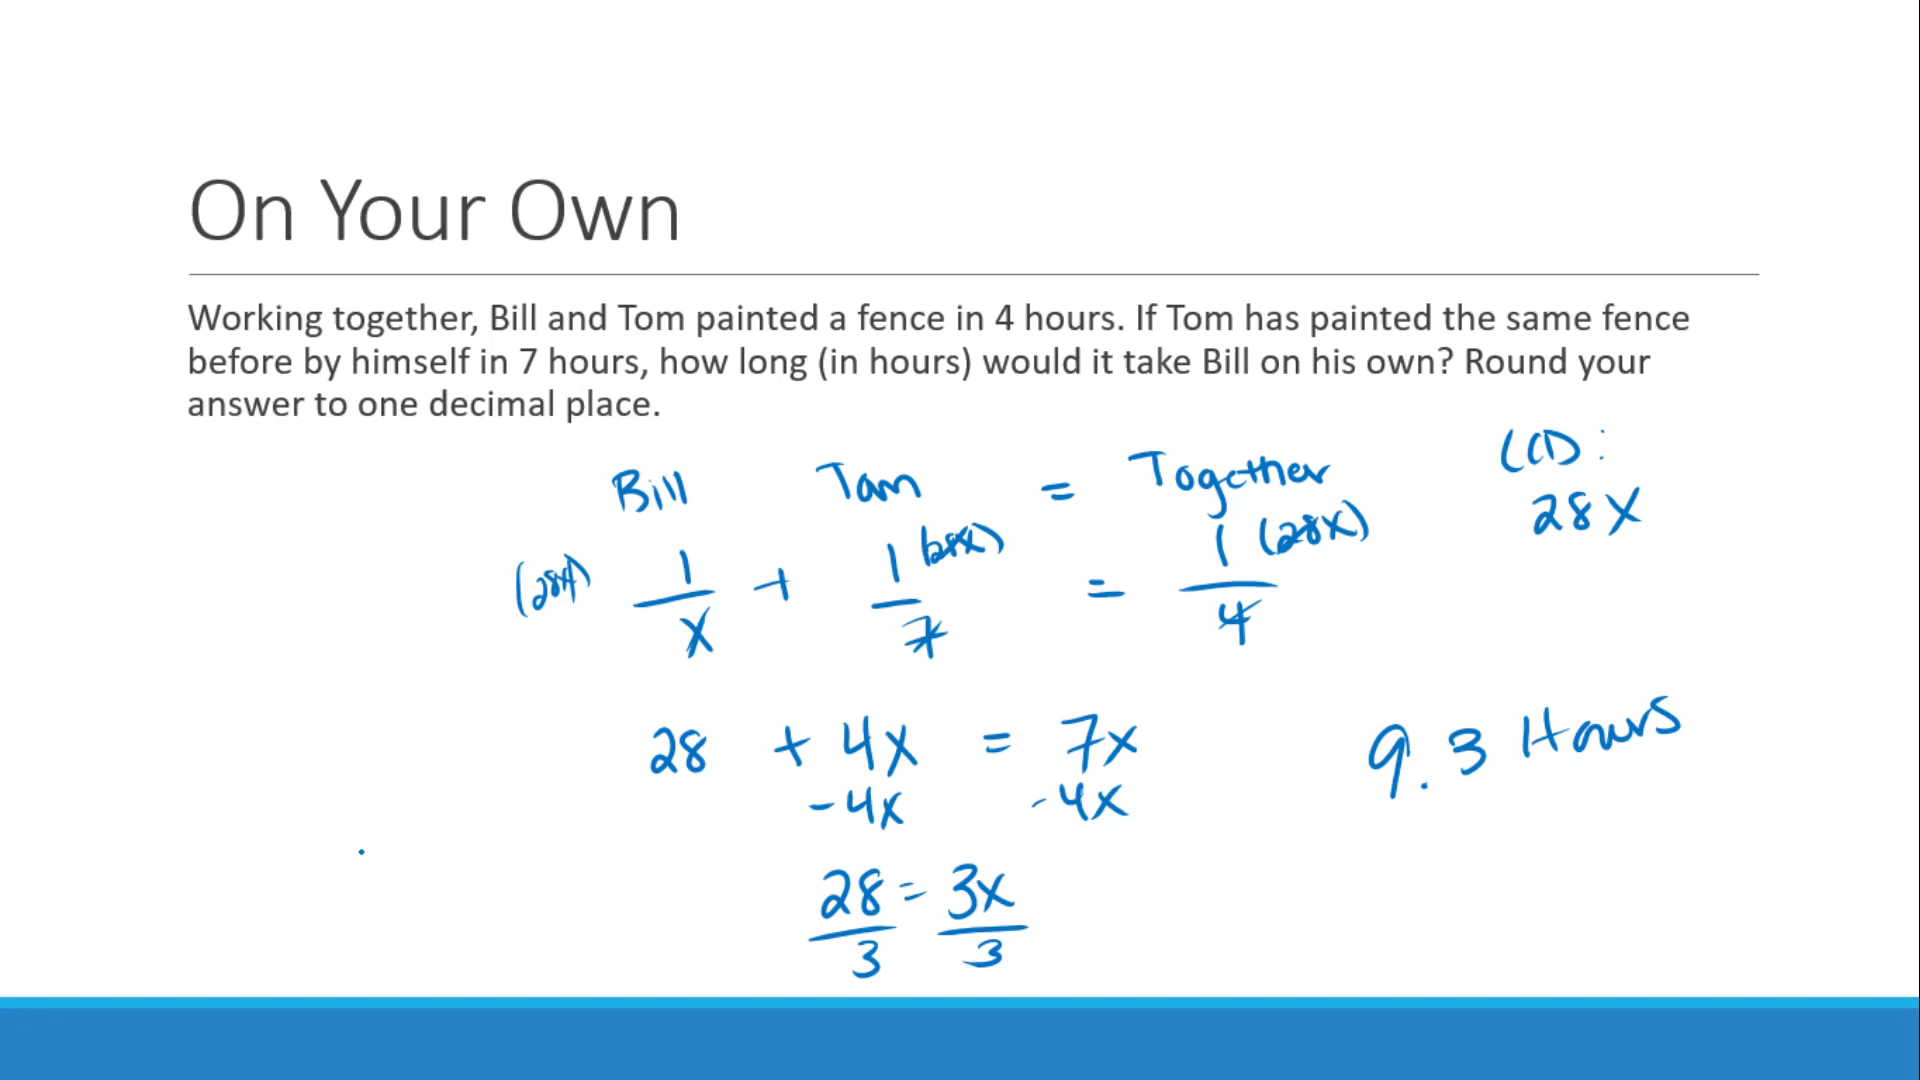 On Your Own
Working together, Bill and Tom painted a fence in 4 hours. If Tom has painted the same fence
before by himself in 7 hours, how long (in hours) would it take Bill on his own? Round your
answer to one decimal place.
LCD:
Bill Tom = Together
28X
(28X) 1/X + 1/7 (28X) = 1/4 (28X)
28 + 4X = 7X
9.3 Hours
-4X -4X
28 = 3X
3 3